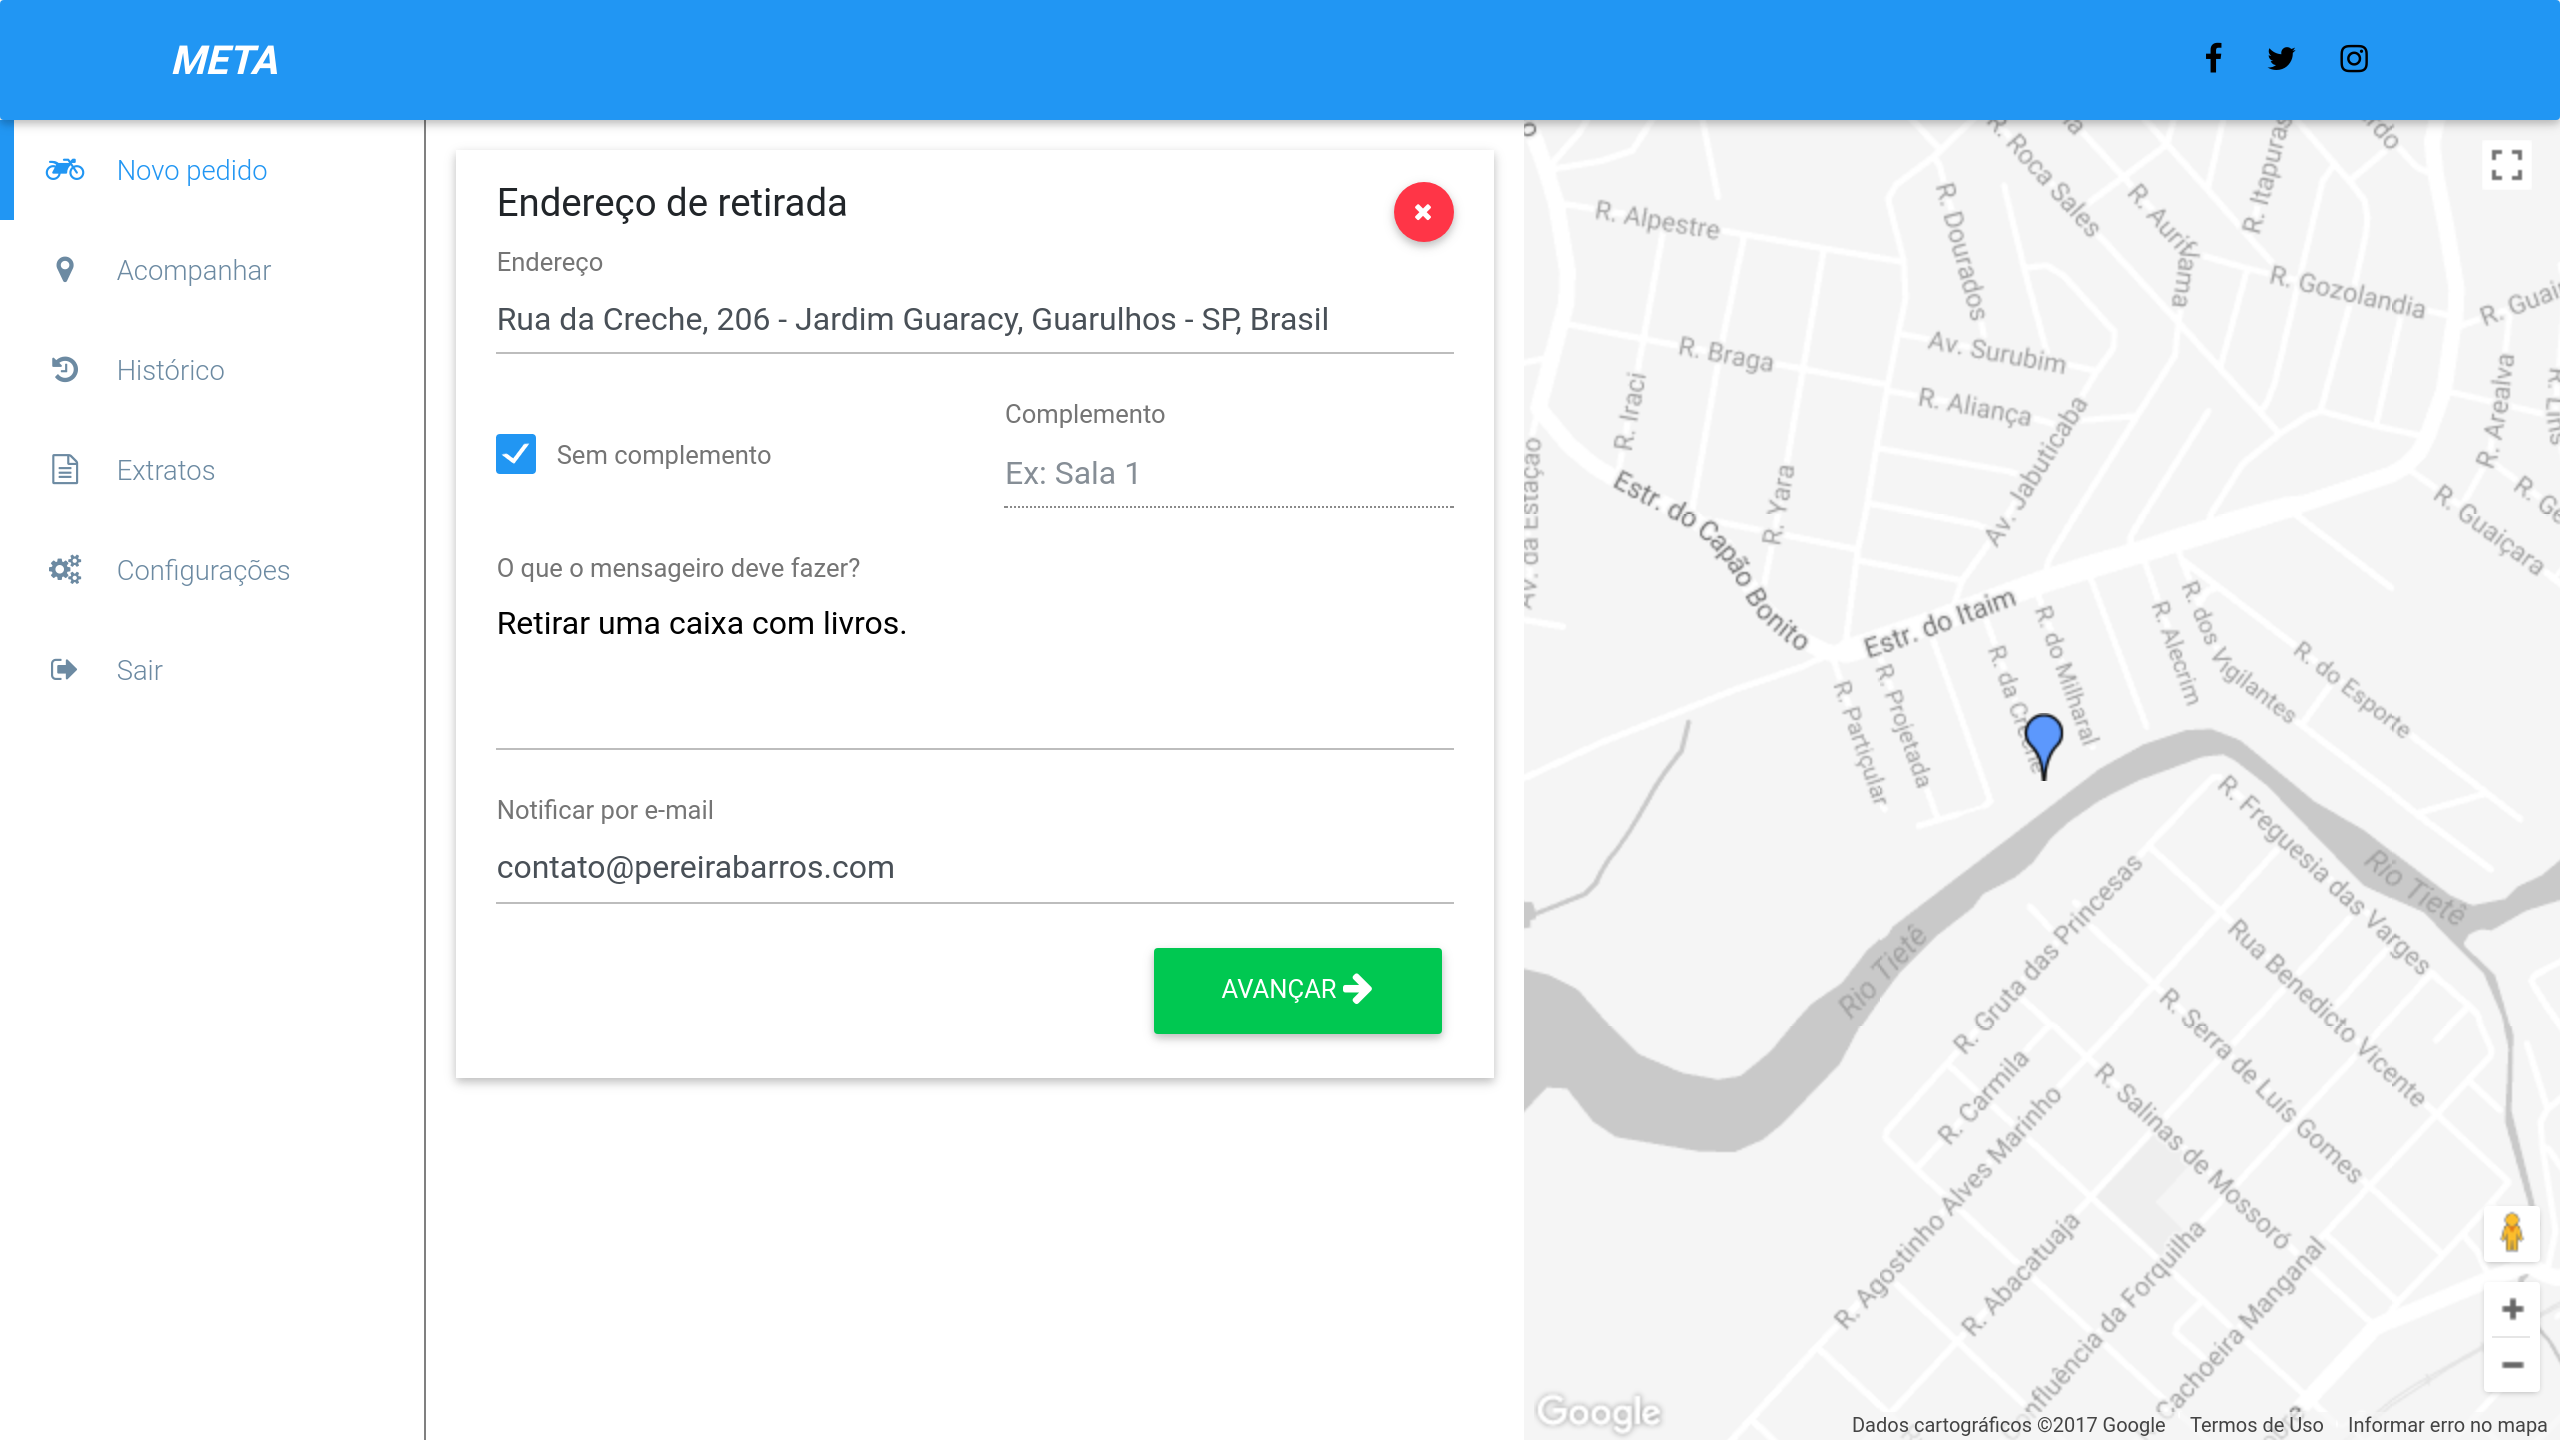 META
Novo pedido
Acompanhar
Histórico
Extratos
Configurações
Sair
Endereço de retirada
Endereço
Rua da Creche, 206 - Jardim Guaracy, Guarulhos - SP, Brasil
Sem complemento
Complemento
Ex: Sala 1
O que o mensageiro deve fazer?
Retirar uma caixa com livros.
Notificar por e-mail
contato@pereirabarros.com
AVANÇAR
R. Roca Sales
R. Itapuras
R. Alpestre
R. Dourados
R. Auriflama
R. Gozolandia
R. Braga
Av. Surubim
R. Iraci
R. Aliança
R. Arealva
Av. da Estação
R. Yara
Av. Jabuticaba
Estr. do Capão Bonito
R. Guaiçara
Estr. do Itaim
R. do Milharal
R. Alecrim
R. dos Vigilantes
R. do Esporte
R. Particular
R. Projetada
R. da Creche
R. Freguesia das Varges
Rio Tietê
Rio Tietê
R. Gruta das Princesas
Rua Benedicto Vicente
R. Serra de Luís Gomes
R. Carmila
R. Salinas de Mossoró
R. Agostinho Alves Marinho
R. Abacatuaja
Confluência da Forquilha
Cachoeira Manganal
Google
Dados cartográficos ©2017 Google
Termos de Uso
Informar erro no mapa